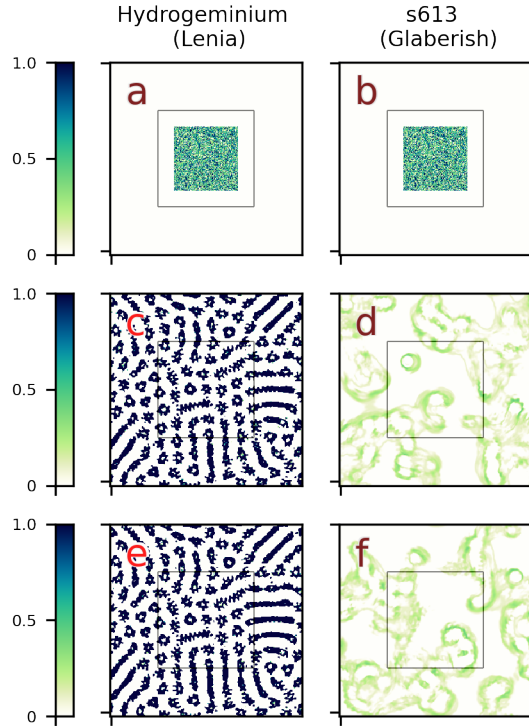 Hydrogeminium
(Lenia)
s613
(Glaberish)
1.0
0.5
0
a
b
1.0
0.5
0
c
d
1.0
0.5
0
e
f